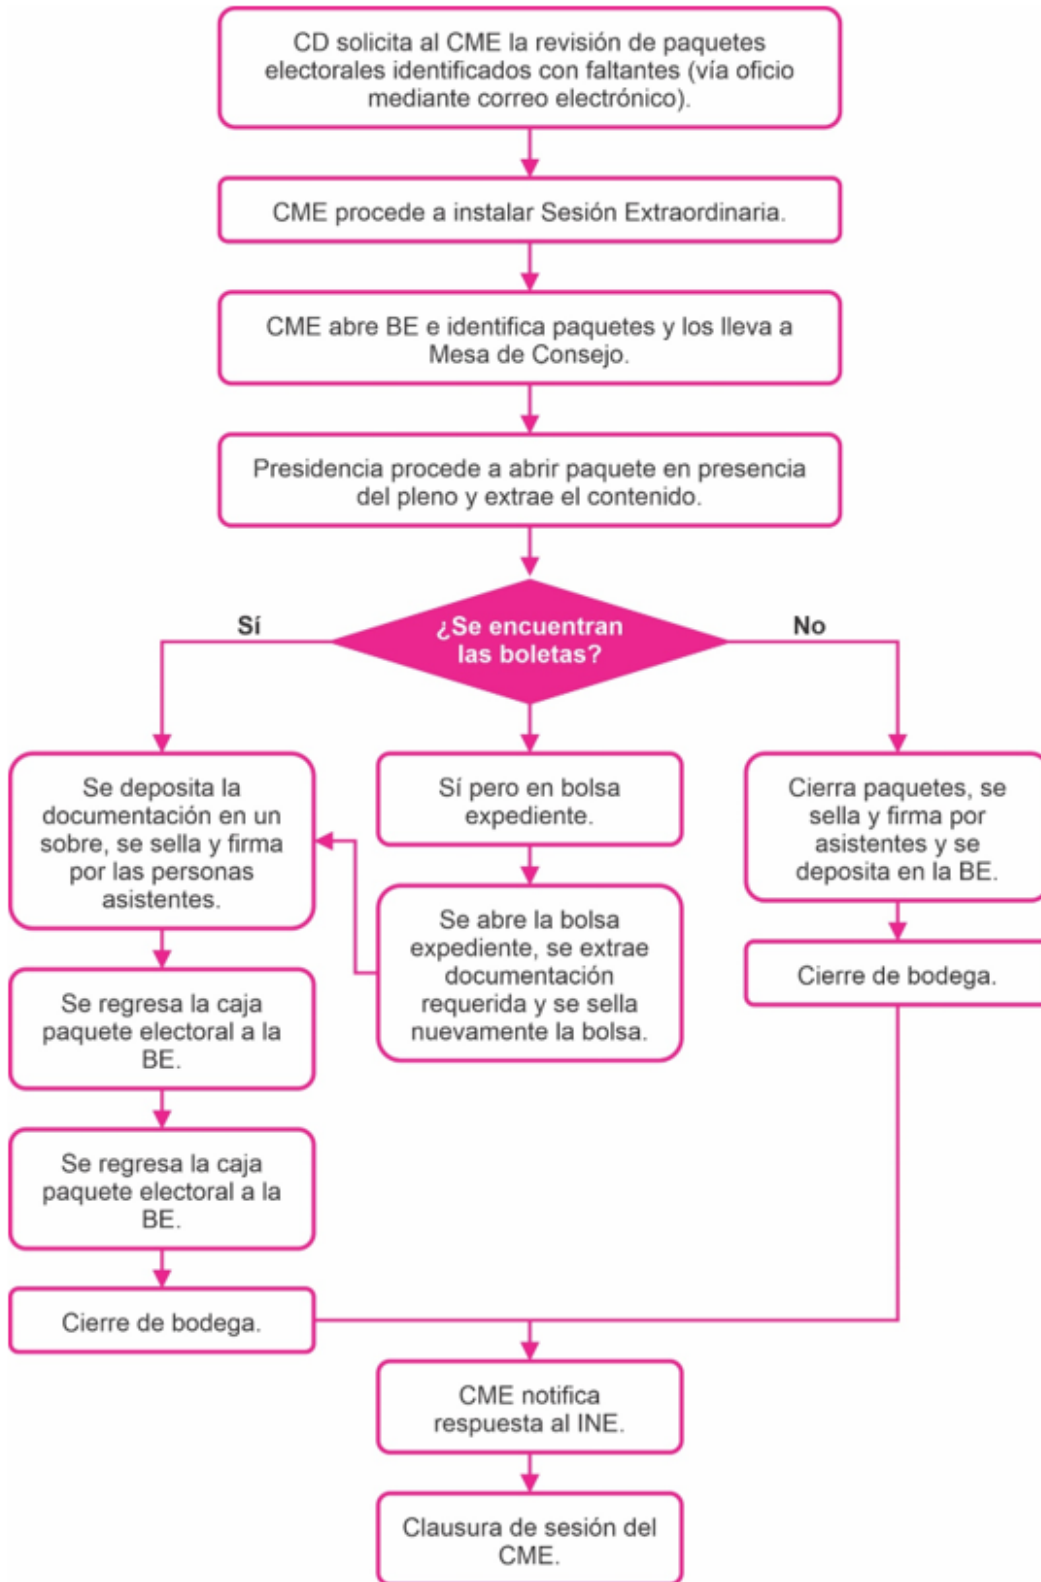 CD solicita al CME la revisión de paquetes
electorales identificados con faltantes (vía oficio
mediante correo electrónico).
CME procede a instalar Sesión Extraordinaria.
CME abre BE e identifica paquetes y los lleva a
Mesa de Consejo.
Presidencia procede a abrir paquete en presencia
del pleno y extrae el contenido.
¿Se encuentran
las boletas?
Sí
No
Se deposita la
documentación en un
sobre, se sella y firma
por las personas
asistentes.
Se regresa la caja
paquete electoral a la
BE.
Se regresa la caja
paquete electoral a la
BE.
Cierre de bodega.
Sí pero en bolsa
expediente.
Se abre la bolsa
expediente, se extrae
documentación
requerida y se sella
nuevamente la bolsa.
Cierra paquetes, se
sella y firma por
asistentes y se
deposita en la BE.
Cierre de bodega.
CME notifica
respuesta al INE.
Clausura de sesión del
CME.